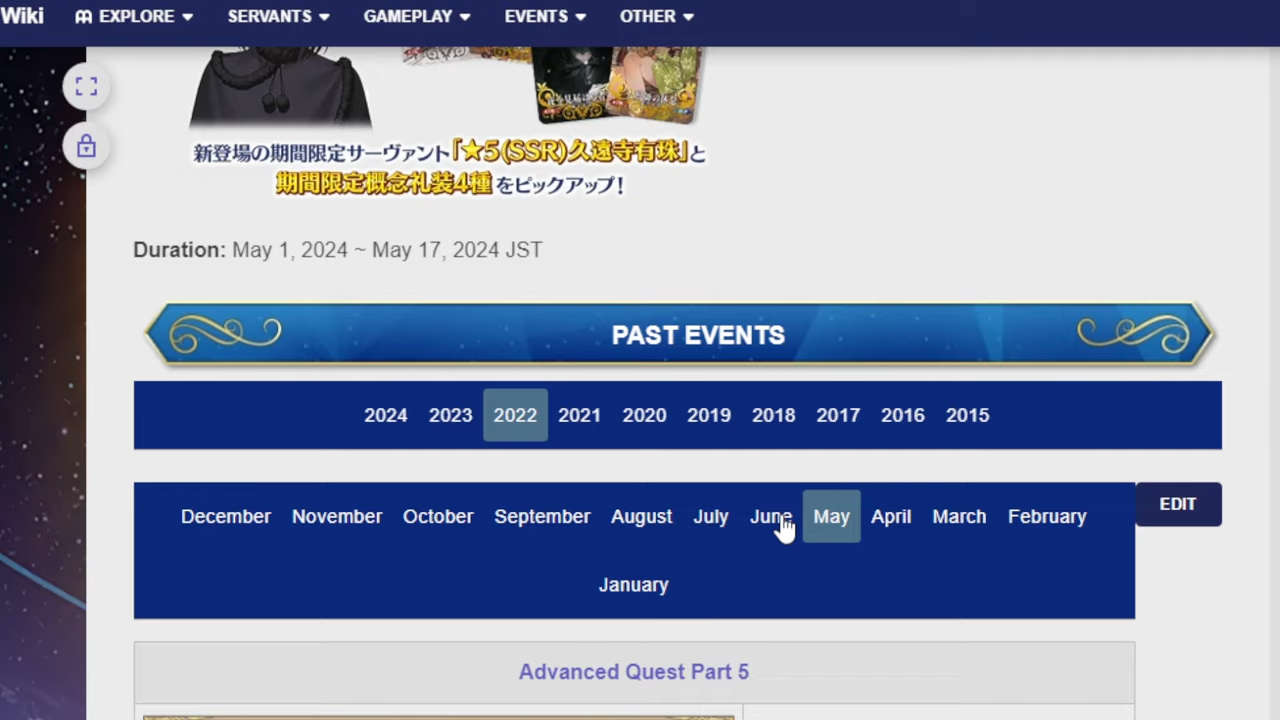 Wiki EXPLORE SERVANTS GAMEPLAY EVENTS OTHER
新登場の期間限定サーヴァント「★5(SSR)久遠寺有珠」と
期間限定概念礼装4種をピックアップ!
Duration: May 1, 2024 ~ May 17, 2024 JST
PAST EVENTS
2024 2023 2022 2021 2020 2019 2018 2017 2016 2015
December November October September August July June May April March February
January
EDIT
Advanced Quest Part 5